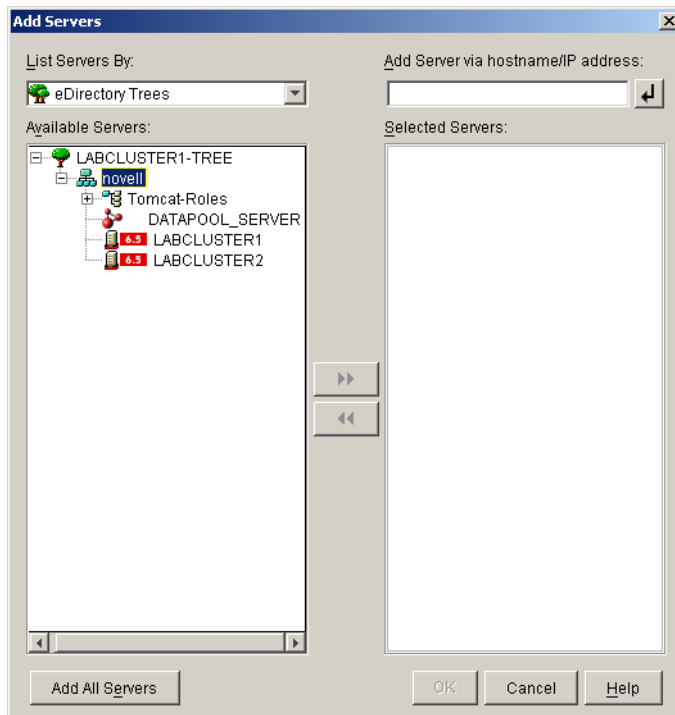 Add Servers
List Servers By:
Add Server via hostname/IP address:
eDirectory Trees
Available Servers:
Selected Servers:
LABCLUSTER1-TREE
novell
Tomcat-Roles
DATAPOOL_SERVER
6.5 LABCLUSTER1
6.5 LABCLUSTER2
Add All Servers
OK
Cancel
Help